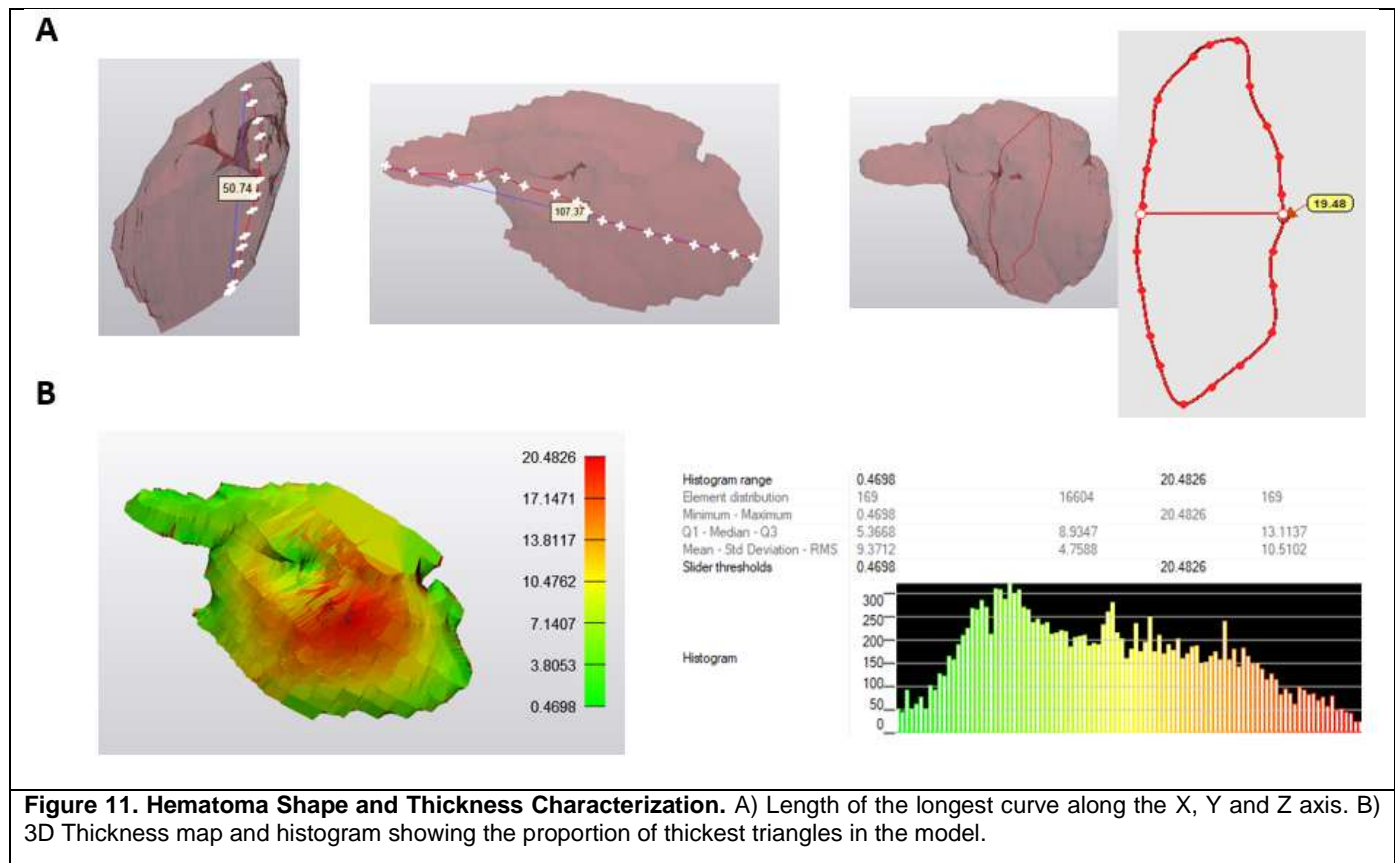 A
50.74
107.37
19.48
B
20.4826
17.1471
13.8117
10.4762
7.1407
3.8053
0.4698
Histogram range 0.4698 20.4826
Element distribution 169 16604 169
Minimum - Maximum 0.4698 20.4826
Q1 - Median - Q3 5.3668 8.9347 13.1137
Mean - Std Deviation - RMS 9.3712 4.7588 10.5102
Slider thresholds 0.4698 20.4826
Histogram
300
250
200
150
100
50
0
Figure 11. Hematoma Shape and Thickness Characterization. A) Length of the longest curve along the X, Y and Z axis. B)
3D Thickness map and histogram showing the proportion of thickest triangles in the model.